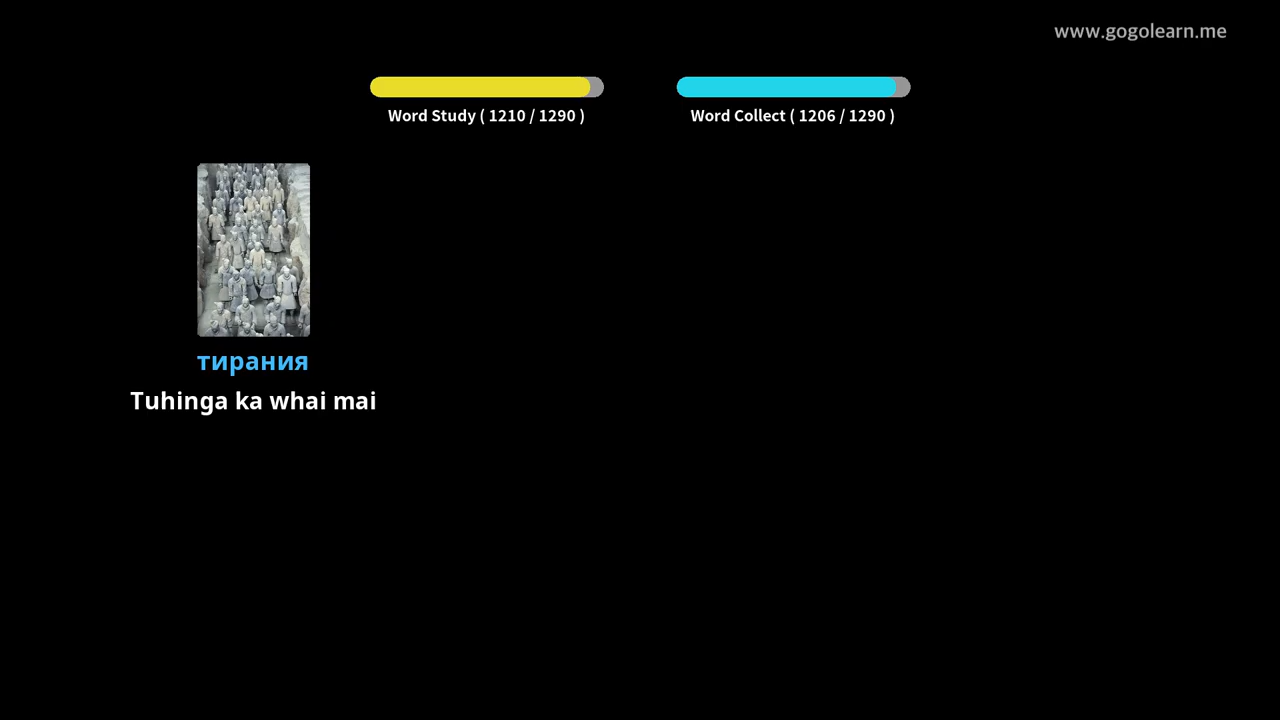 www.gogolearn.me
Word Study ( 1210 / 1290 )
Word Collect ( 1206 / 1290 )
тирания
Tuhinga ka whai mai